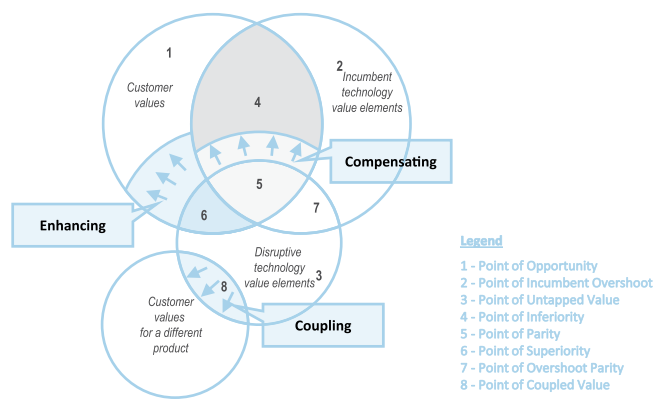 1
2
Customer
values
Incumbent
technology
value elements
4
Compensating
5
Enhancing
6
7
Disruptive
technology
value elements
3
8
Customer
values
for a different
product
Coupling
Legend
1 - Point of Opportunity
2 - Point of Incumbent Overshoot
3 - Point of Untapped Value
4 - Point of Inferiority
5 - Point of Parity
6 - Point of Superiority
7 - Point of Overshoot Parity
8 - Point of Coupled Value